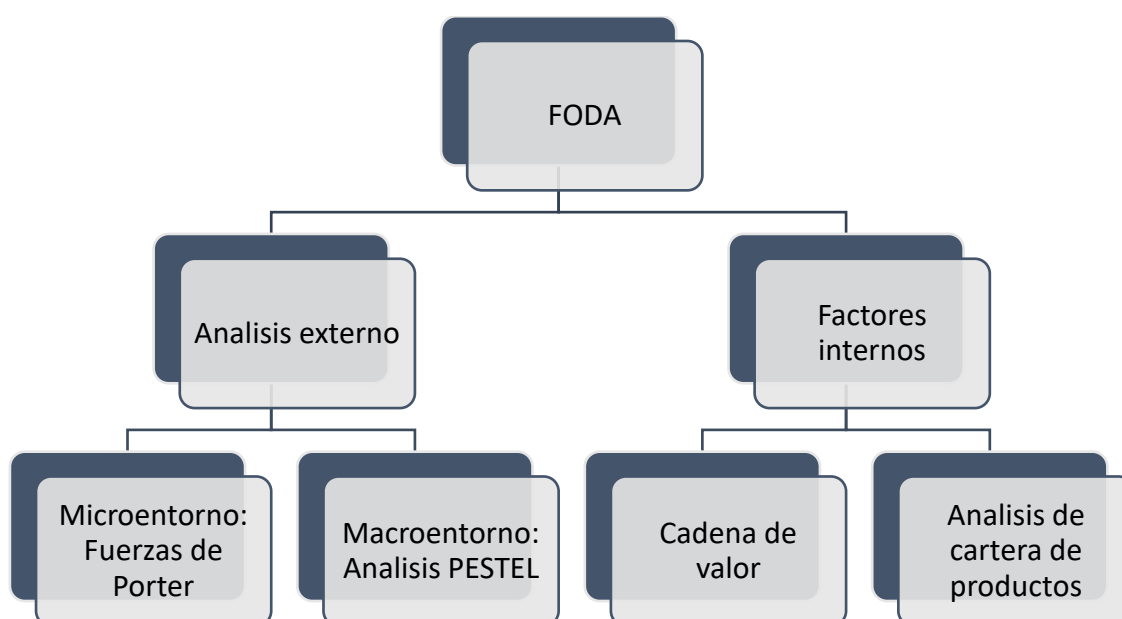 FODA
Analisis externo
Factores
internos
Microentorno:
Fuerzas de
Porter
Macroentorno:
Analisis PESTEL
Cadena de
valor
Analisis de
cartera de
productos